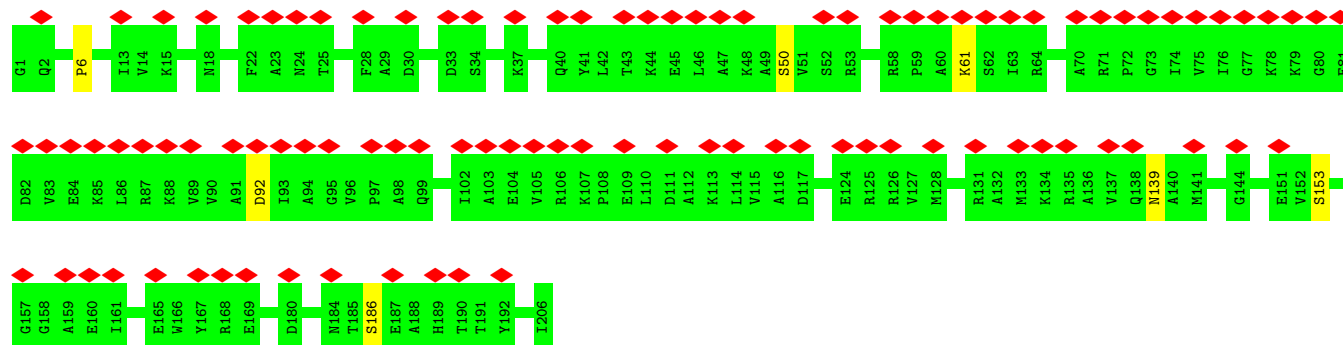 G1 Q2 P6 I13 V14 K15 N18 F22 A23 N24 T25 F28 A29 D30 D33 S34 K37 Q40 Y41 L42 T43 K44 E45 L46 A47 K48 A49 S50 V51 S52 R53 R58 P59 A60 K61 S62 I63 R64 A70 R71 P72 G73 I74 V75 I76 G77 K78 K79 G80
D82 V83 E84 K85 L86 R87 K88 V89 V90 A91 D92 I93 A94 G95 V96 P97 A98 Q99 I102 A103 E104 V105 R106 K107 P108 E109 L110 D111 A112 K113 L114 V115 A116 D117 E124 R125 R126 V127 M128 R131 A132 M133 K134 R135 A136 V137 Q138 N139 A140 M141 G144 E151 V152 S153
G157 G158 A159 E160 I161 E165 W166 Y167 R168 E169 D180 N184 T185 S186 E187 A188 H189 T190 T191 Y192 I206